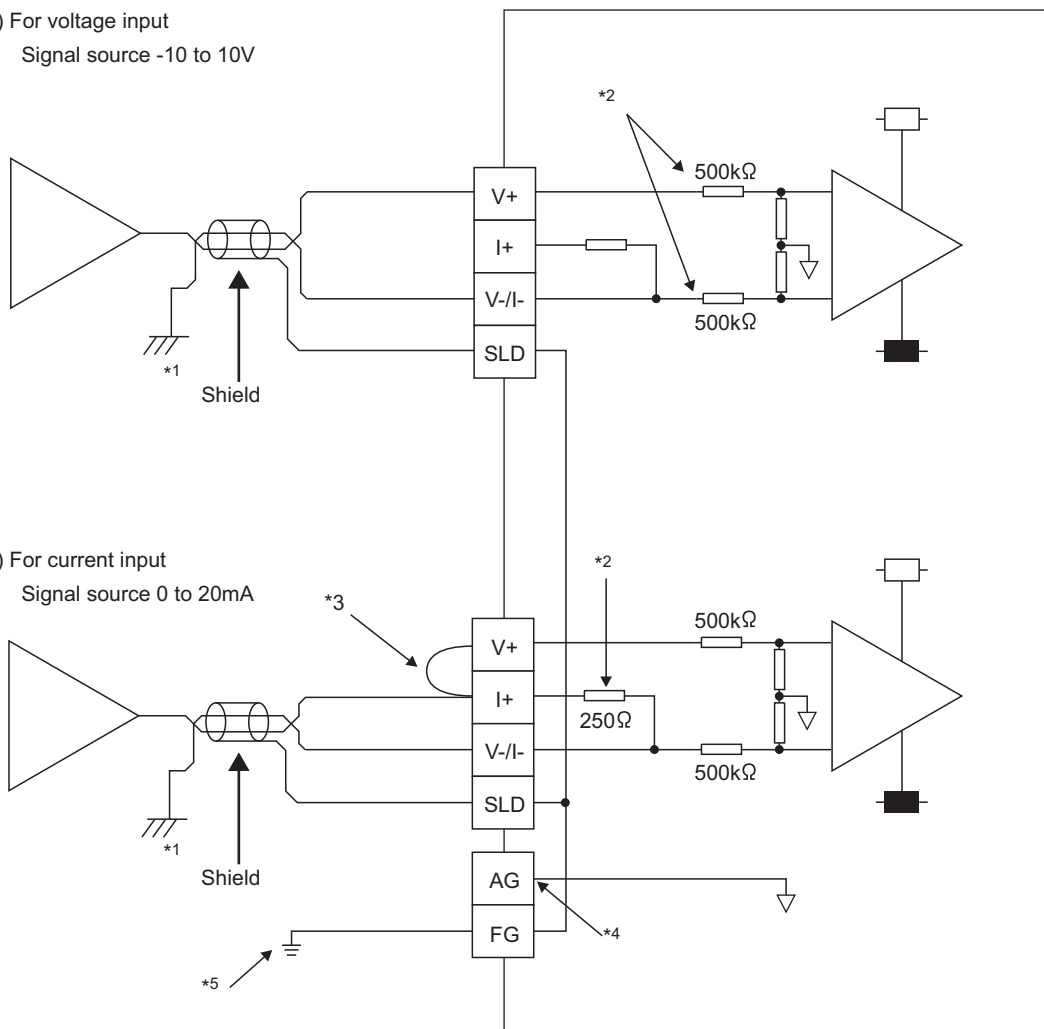 ) For voltage input
Signal source -10 to 10V
*2
500kΩ
V+
I+
V-/I-
500kΩ
SLD
*1
Shield
) For current input
Signal source 0 to 20mA
*2
*3
500kΩ
V+
I+
250Ω
V-/I-
500kΩ
SLD
*1
Shield
AG
FG
*4
*5